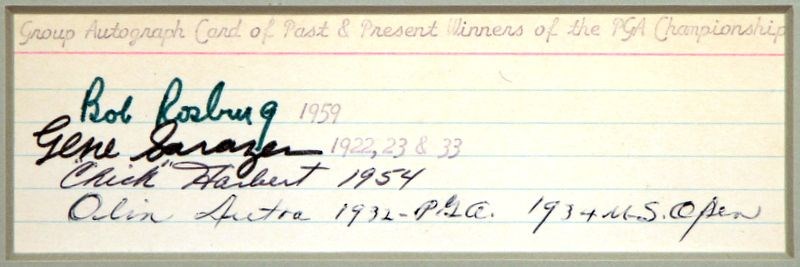 Group Autograph Card of Past & Present Winners of the PGA Championship
Bob Rosburg 1959
Gene Sarazen 1922, 23 & 33
"Chick" Harbert 1954
Olin Dutra 1932-PGA. 1934 U.S. Open